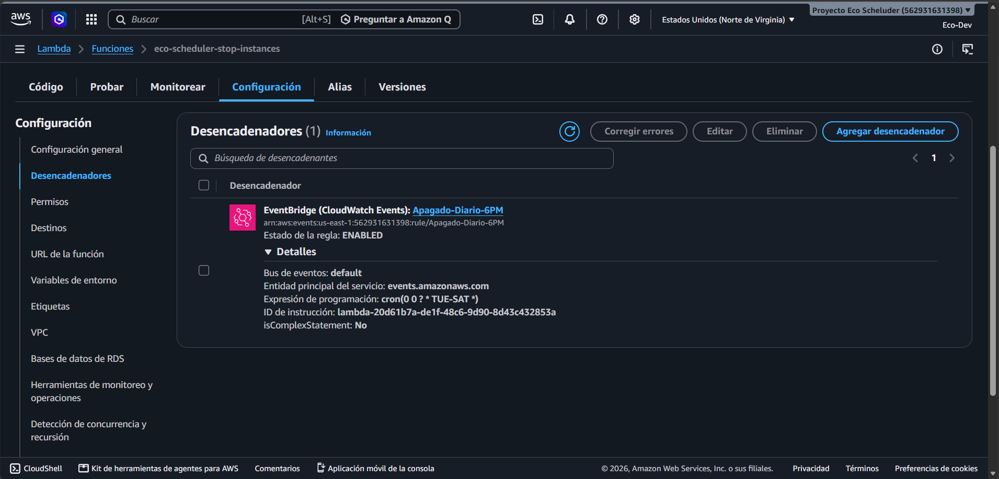 aws
Buscar [Alt+S] Preguntar a Amazon Q
Estados Unidos (Norte de Virginia) ▼
Proyecto Eco Scheluder (562931631398) ▼
Eco-Dev
Lambda > Funciones > eco-scheduler-stop-instances
Código Probar Monitorear Configuración Alias Versiones
Configuración
Configuración general
Desencadenadores
Permisos
Destinos
URL de la función
Variables de entorno
Etiquetas
VPC
Bases de datos de RDS
Herramientas de monitoreo y
operaciones
Detección de concurrencia y
recursión
Desencadenadores (1) Información
Corregir errores Editar Eliminar Agregar desencadenador
Búsqueda de desencadenantes
1
Desencadenador
EventBridge (CloudWatch Events): Apagado-Diario-6PM
arn:aws:events:us-east-1:562931631398:rule/Apagado-Diario-6PM
Estado de la regla: ENABLED
▼ Detalles
Bus de eventos: default
Entidad principal del servicio: events.amazonaws.com
Expresión de programación: cron(0 0 ? * TUE-SAT *)
ID de instrucción: lambda-20d61b7a-de1f-48c6-9d90-8d43c432853a
isComplexStatement: No
CloudShell Kit de herramientas de agentes para AWS Comentarios Aplicación móvil de la consola
© 2026, Amazon Web Services, Inc. o sus filiales. Privacidad Términos Preferencias de cookies